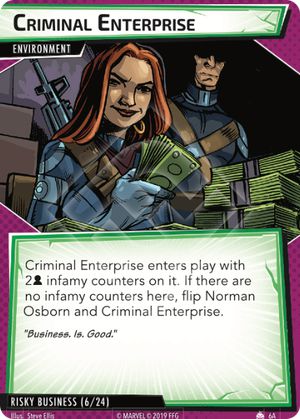 CRIMINAL ENTERPRISE
ENVIRONMENT
Criminal Enterprise enters play with
2 infamy counters on it. If there are
no infamy counters here, flip Norman
Osborn and Criminal Enterprise.
"Business. Is. Good."
RISKY BUSINESS (6/24)
Illus. Steve Ellis
© MARVEL © 2019 FFG
6A